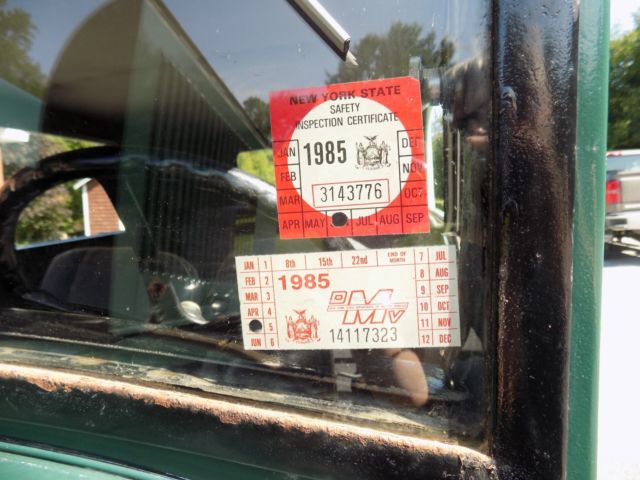 NEW YORK STATE
SAFETY
INSPECTION CERTIFICATE
JAN 1985 DEC
FEB NOV
MAR 3143776 OCT
APR MAY JUL AUG SEP
JAN 1 8th 15th 22nd END OF MONTH 7 JUL
FEB 2 1985 8 AUG
MAR 3 DMV 9 SEP
APR 4 10 OCT
5 11 NOV
JUN 6 14117323 12 DEC